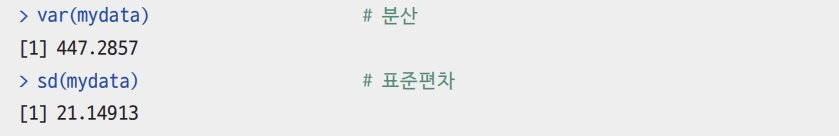 > var(mydata) # 분산
[1] 447.2857
> sd(mydata) # 표준편차
[1] 21.14913